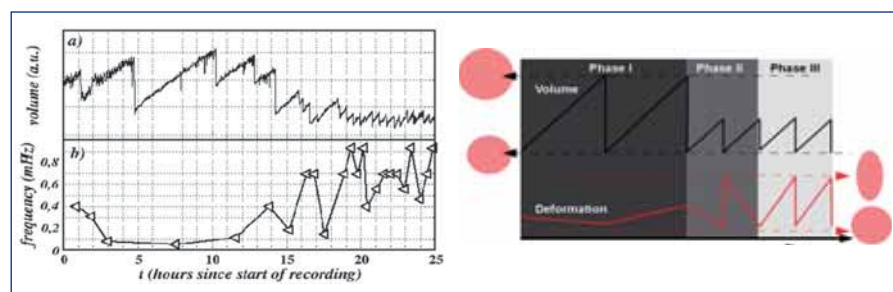 a)
volume (a.u.)
b)
frequency (mHz)
0,8
0,6
0,4
0,2
0
0 5 10 15 20 25
t (hours since start of recording)
Phase I Phase II Phase III
Volume
Deformation